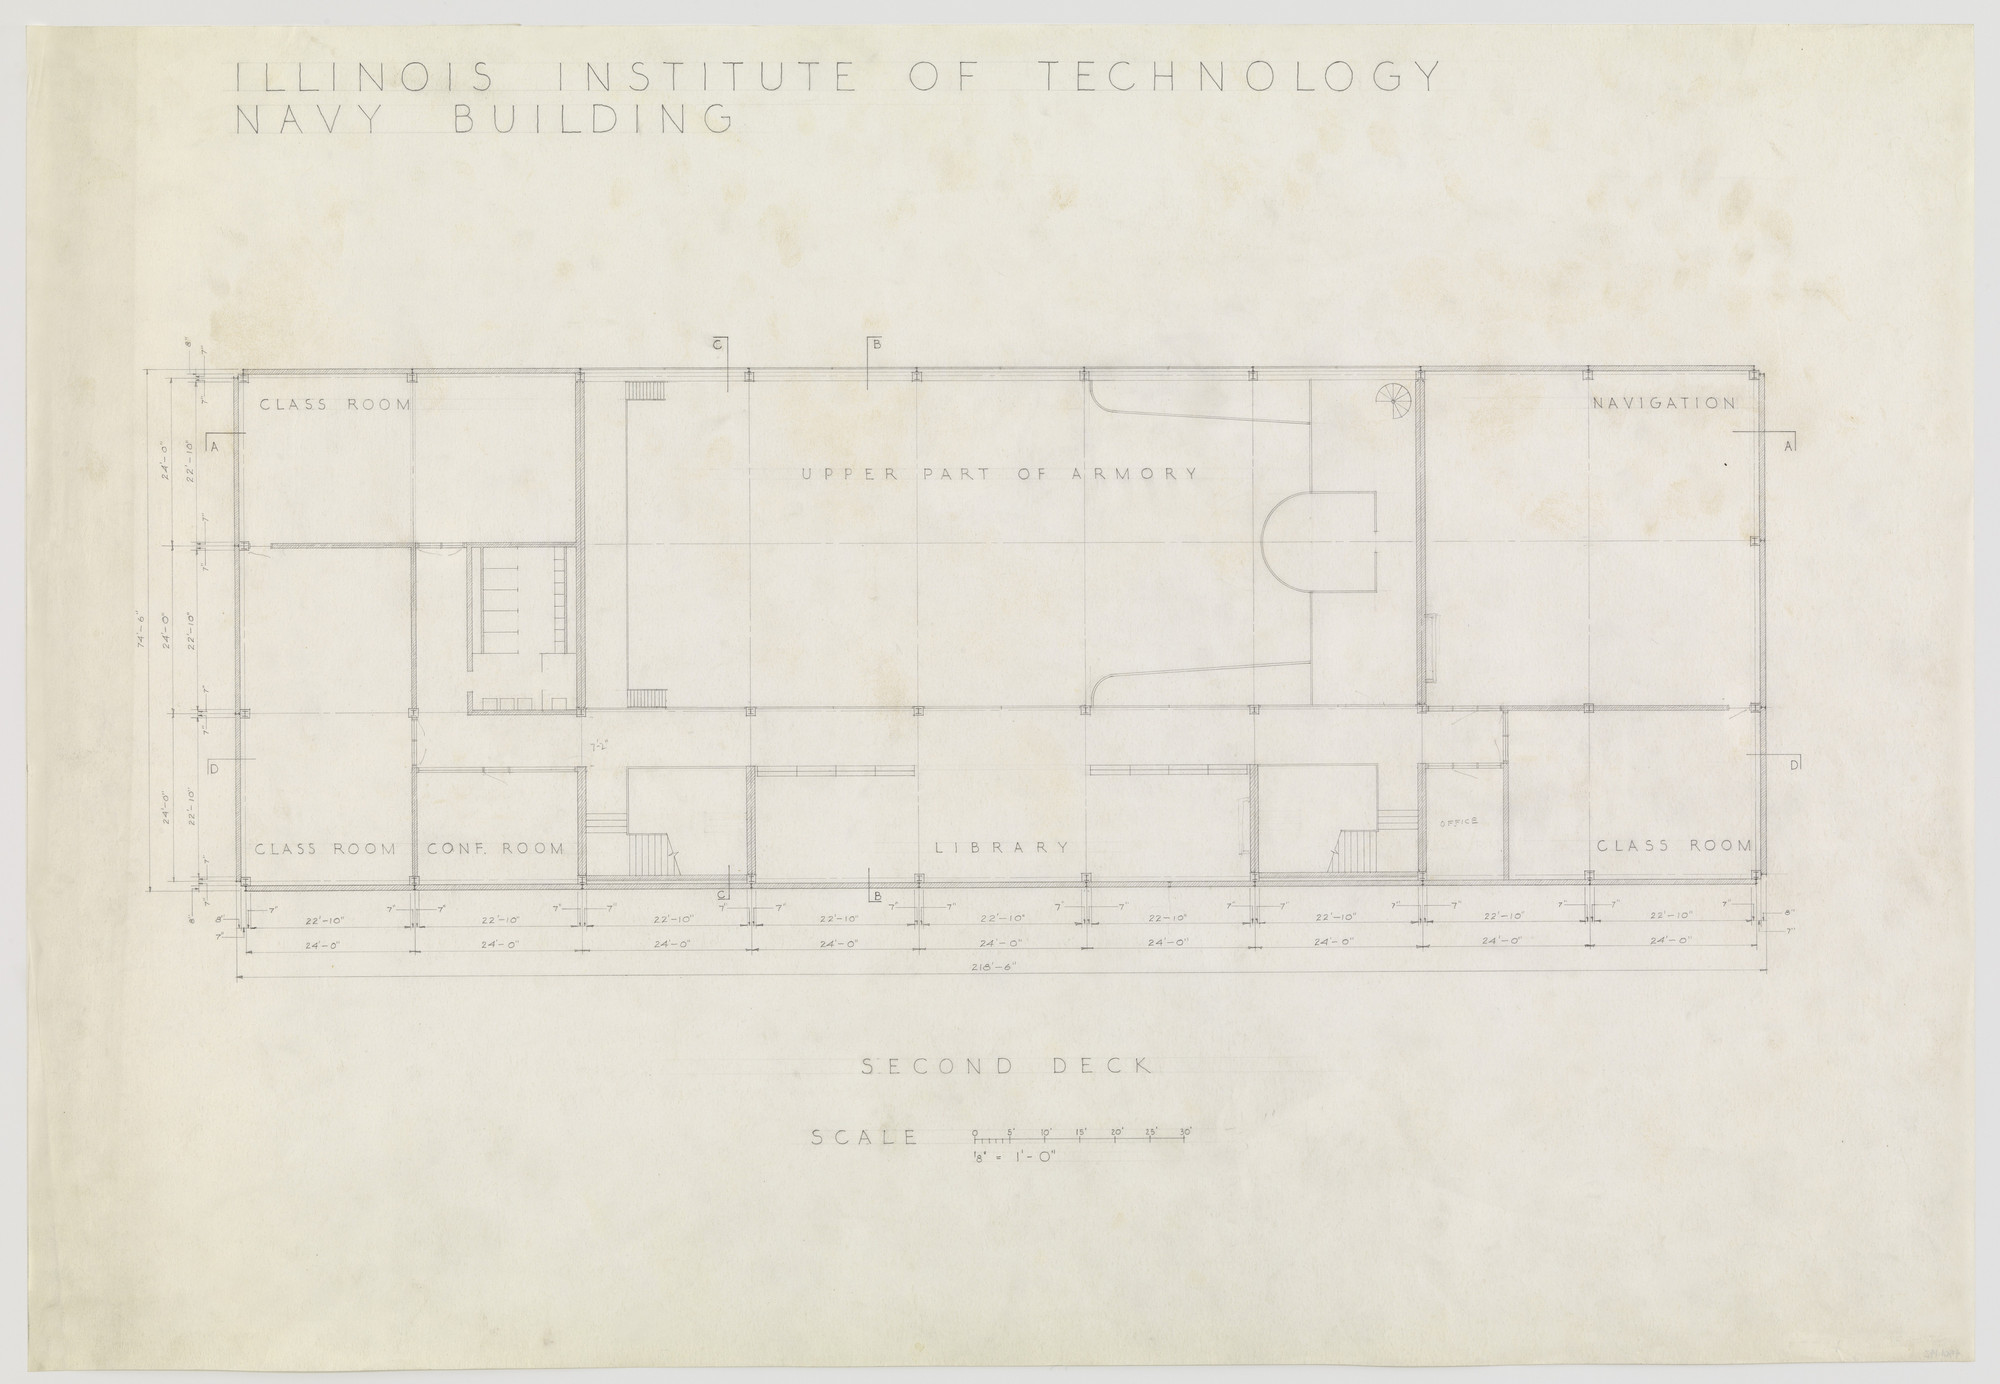 ILLINOIS INSTITUTE OF TECHNOLOGY
NAVY BUILDING
C B
8" 7"
7"
CLASS ROOM
NAVIGATION
A
A
24'-0" 22'-10"
UPPER PART OF ARMORY
7"
7"
74'-6" 24'-0" 22'-10"
7"
7"
7'-2"
D
D
24'-0" 22'-10"
OFFICE
CLASS ROOM CONF. ROOM LIBRARY CLASS ROOM
7"
7"
8"
C B
8" 7" 7" 7" 7" 7" 7" 7" 7" 7" 7" 7" 7" 7" 7" 7" 7" 7" 7" 8"
22'-10" 22'-10" 22'-10" 22'-10" 22'-10" 22'-10" 22'-10" 22'-10" 22'-10"
7" 7"
24'-0" 24'-0" 24'-0" 24'-0" 24'-0" 24'-0" 24'-0" 24'-0" 24'-0"
218'-6"
SECOND DECK
SCALE 0 5' 10' 15' 20' 25' 30'
1/8" = 1'-0"